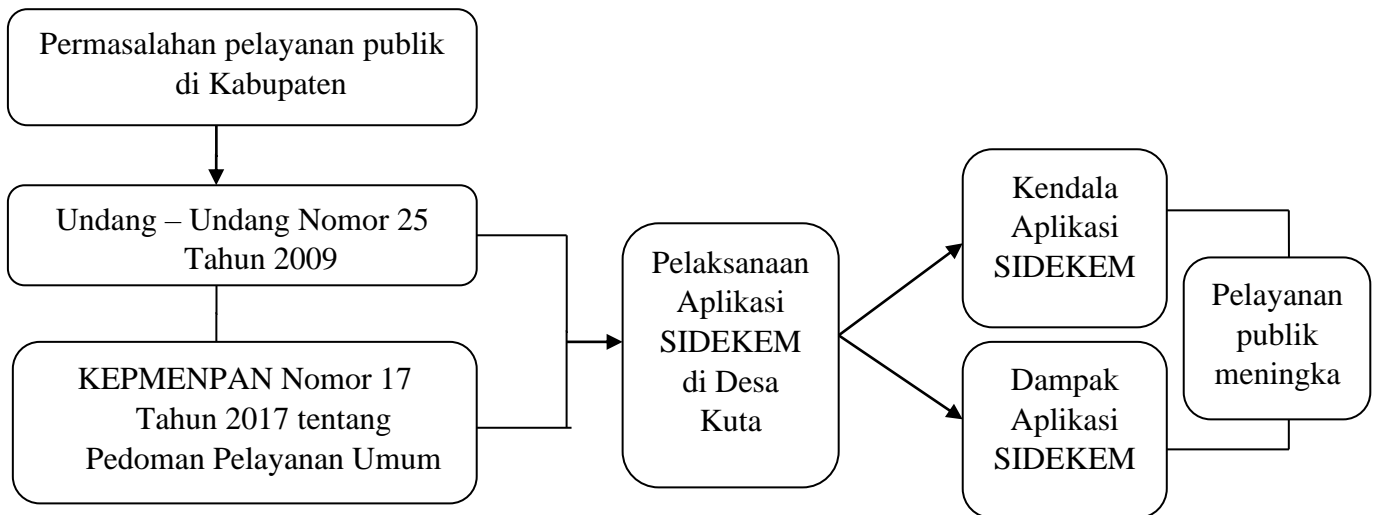 Permasalahan pelayanan publik
di Kabupaten
Undang – Undang Nomor 25
Tahun 2009
KEPMENPAN Nomor 17
Tahun 2017 tentang
Pedoman Pelayanan Umum
Pelaksanaan
Aplikasi
SIDEKEM
di Desa
Kuta
Kendala
Aplikasi
SIDEKEM
Dampak
Aplikasi
SIDEKEM
Pelayanan
publik
meningka